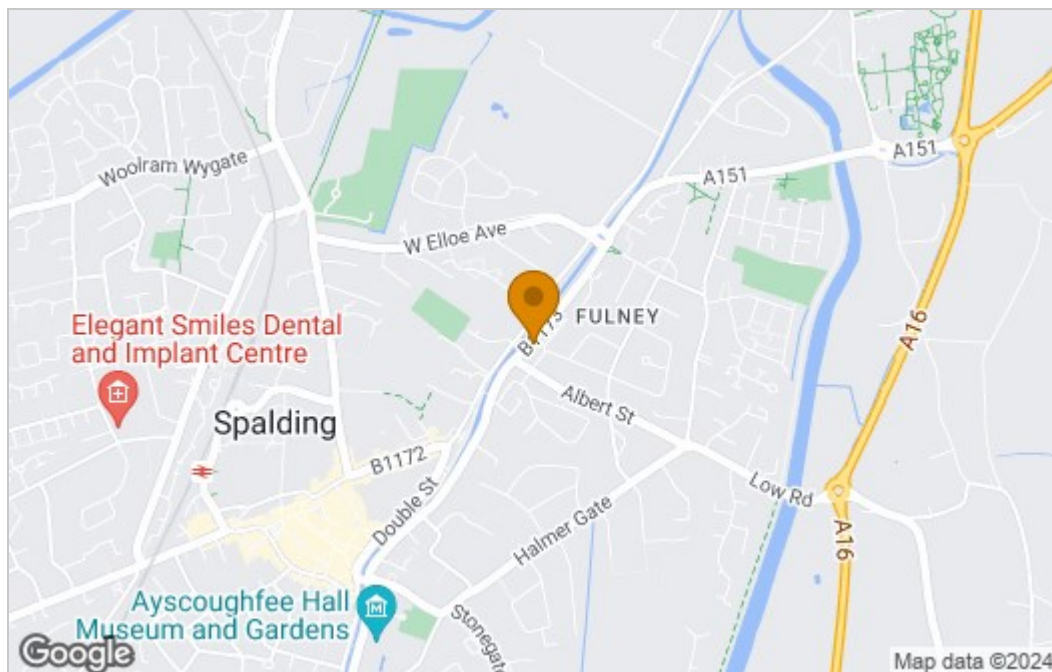 Woolram Wygate
A151
A151
W Elloe Ave
B1173
FULNEY
A16
Elegant Smiles Dental
and Implant Centre
Albert St
Spalding
B1172
Low Rd
Double St
Halmer Gate
A16
Ayscoughfee Hall
Museum and Gardens
Stonegate
Google
Map data ©2024